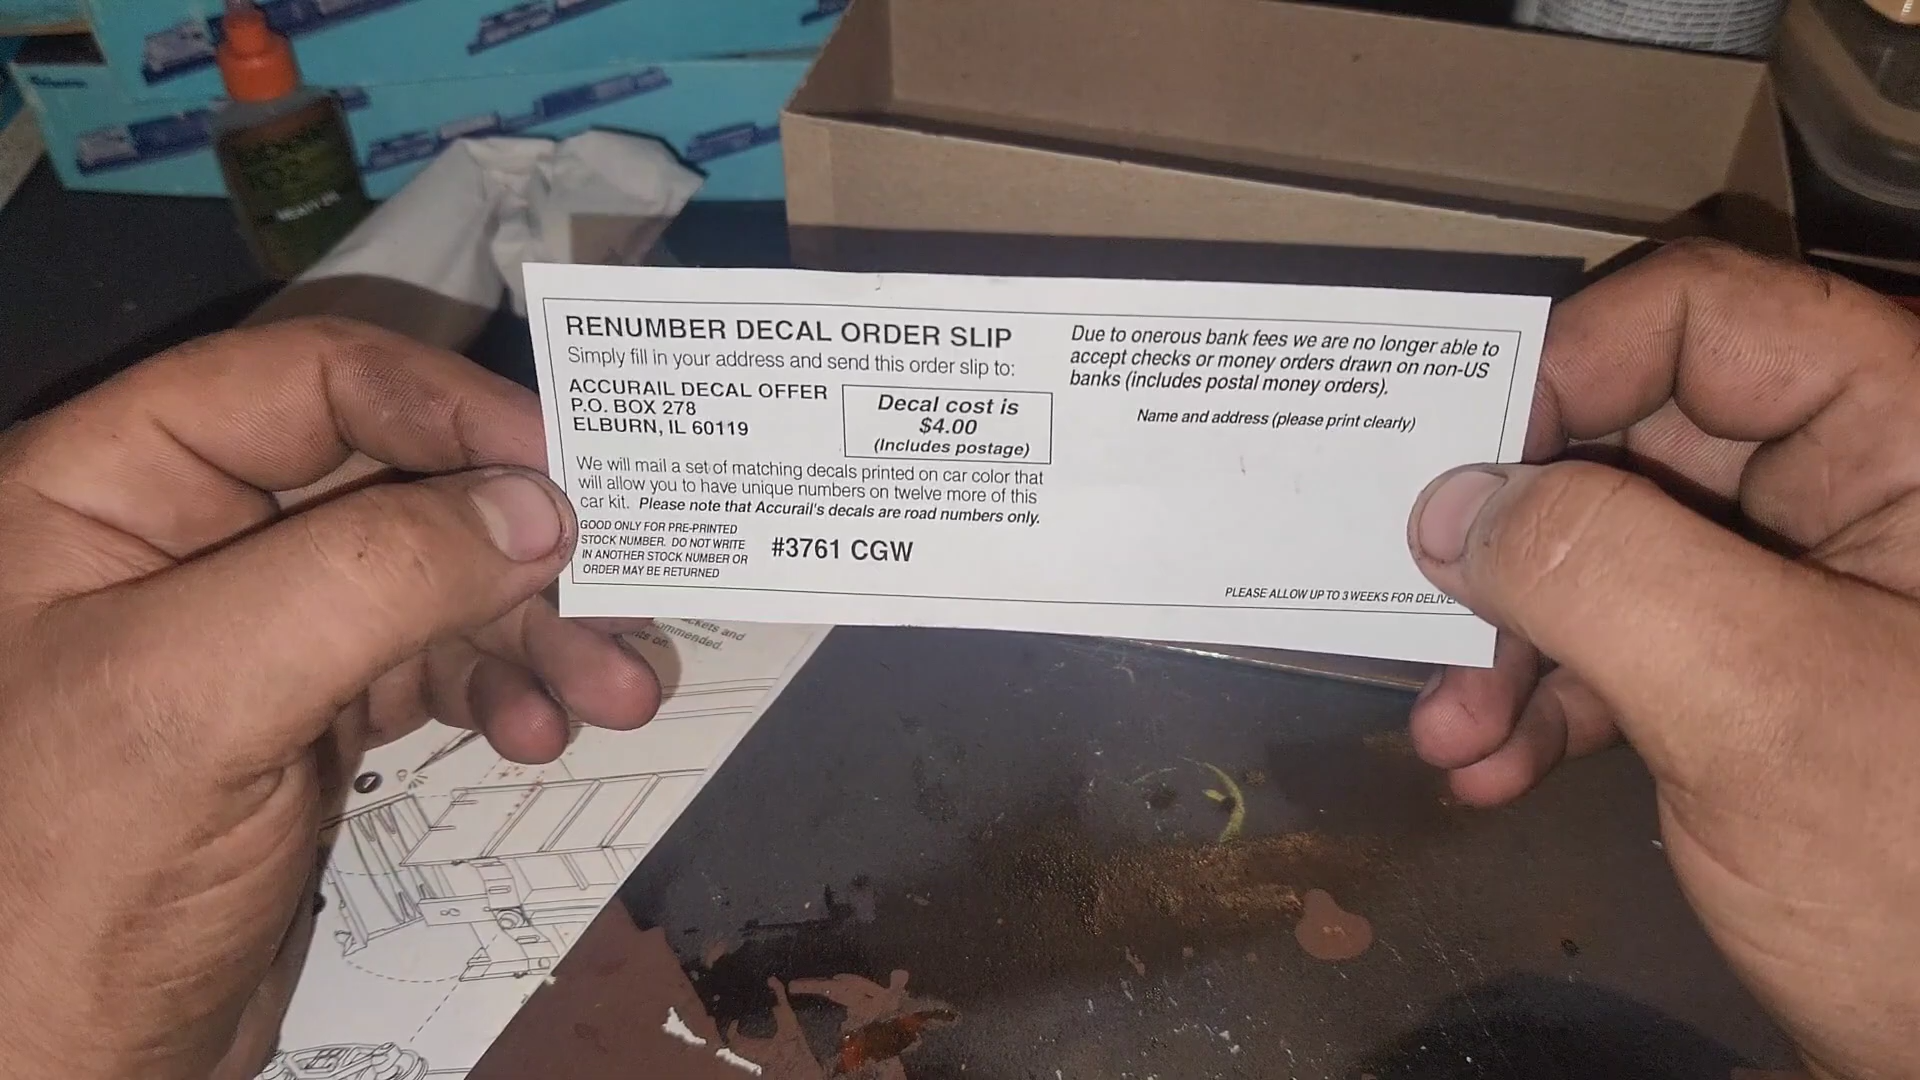 RENUMBER DECAL ORDER SLIP
Simply fill in your address and send this order slip to:
ACCURAIL DECAL OFFER
P.O. BOX 278
ELBURN, IL 60119
Decal cost is
$4.00
(Includes postage)
We will mail a set of matching decals printed on car color that
will allow you to have unique numbers on twelve more of this
car kit. Please note that Accurail's decals are road numbers only.
GOOD ONLY FOR PRE-PRINTED
STOCK NUMBER. DO NOT WRITE
IN ANOTHER STOCK NUMBER OR
ORDER MAY BE RETURNED
#3761 CGW
Due to onerous bank fees we are no longer able to
accept checks or money orders drawn on non-US
banks (includes postal money orders).
Name and address (please print clearly)
PLEASE ALLOW UP TO 3 WEEKS FOR
and
7